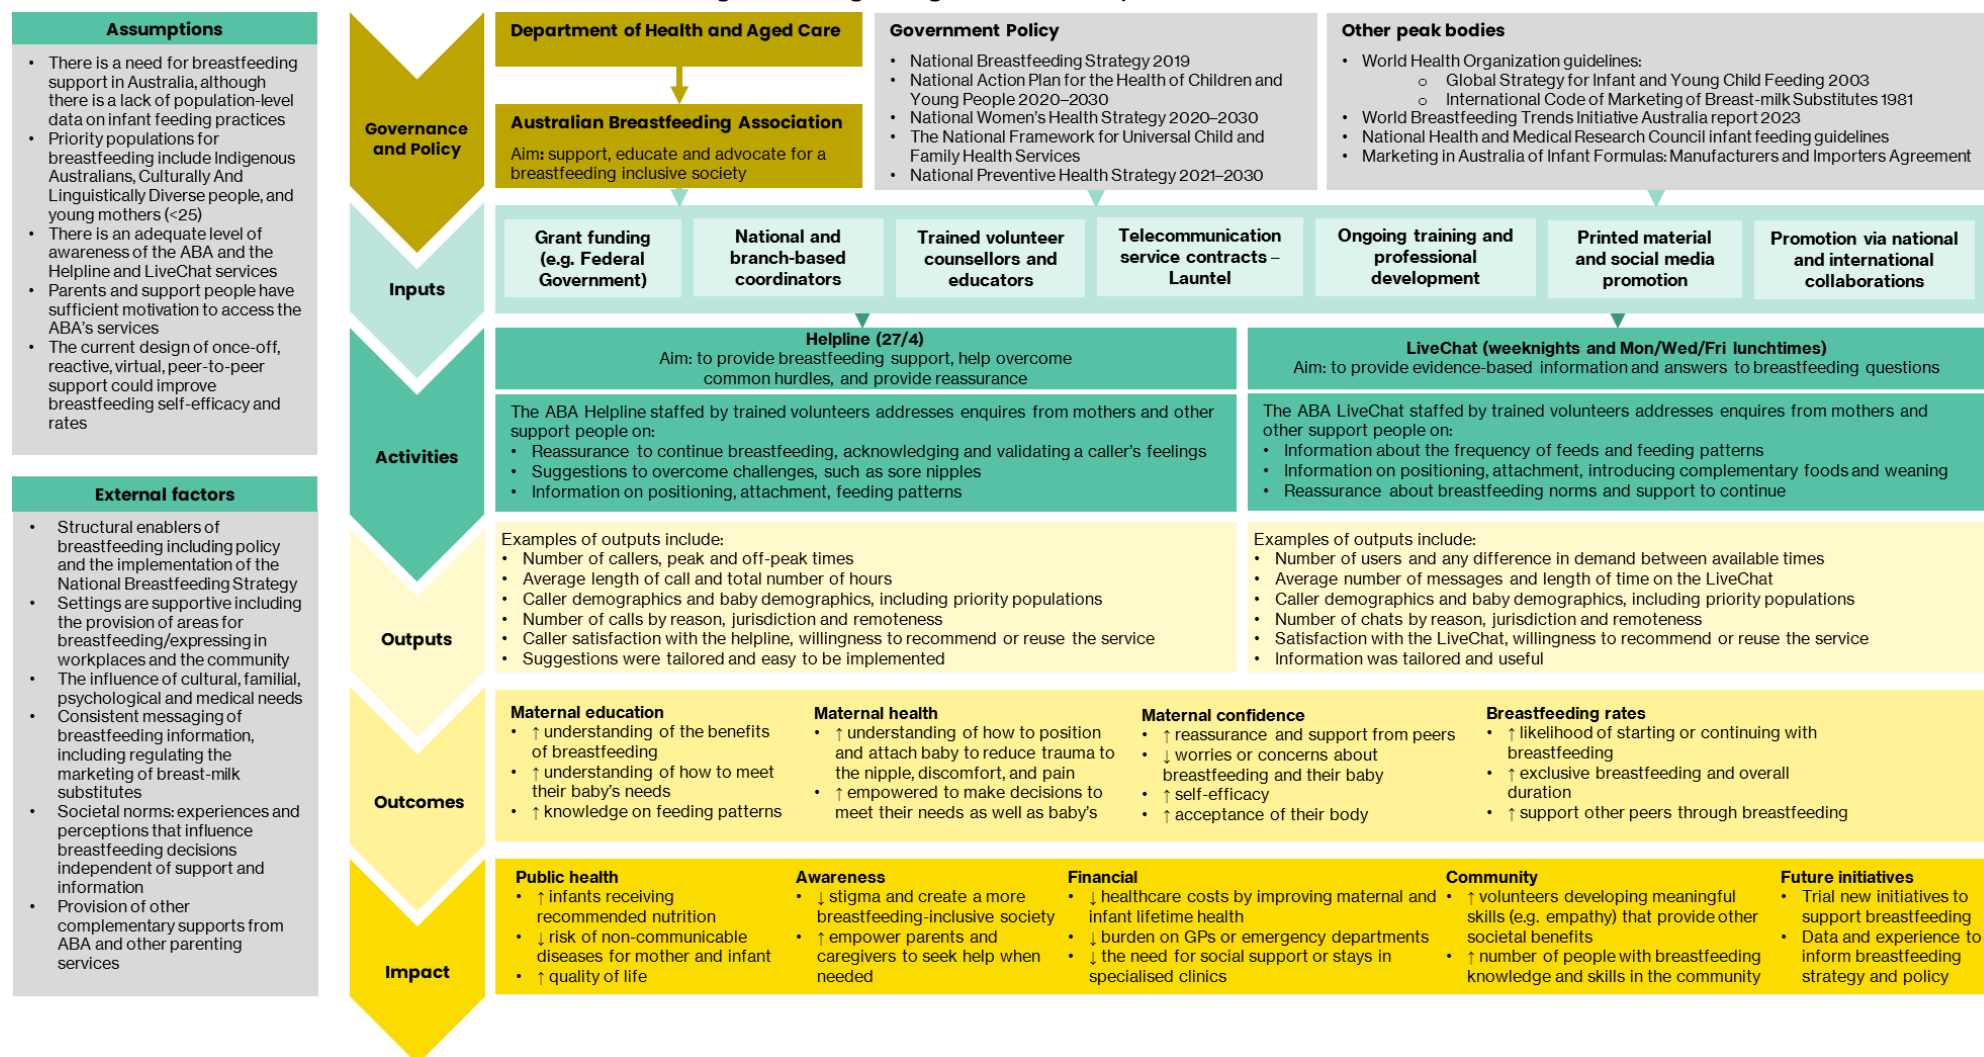 Assumptions
• There is a need for breastfeeding
support in Australia, although
there is a lack of population-level
data on infant feeding practices
• Priority populations for
breastfeeding include Indigenous
Australians, Culturally And
Linguistically Diverse people, and
young mothers (<25)
• There is an adequate level of
awareness of the ABA and the
Helpline and LiveChat services
• Parents and support people have
sufficient motivation to access the
ABA's services
• The current design of once-off,
reactive, virtual, peer-to-peer
support could improve
breastfeeding self-efficacy and
rates
External factors
• Structural enablers of
breastfeeding including policy
and the implementation of the
National Breastfeeding Strategy
• Settings are supportive including
the provision of areas for
breastfeeding/expressing in
workplaces and the community
• The influence of cultural, familial,
psychological and medical needs
• Consistent messaging of
breastfeeding information,
including regulating the
marketing of breast-milk
substitutes
• Societal norms: experiences and
perceptions that influence
breastfeeding decisions
independent of support and
information
• Provision of other
complementary supports from
ABA and other parenting
services
Governance
and Policy
Department of Health and Aged Care
Australian Breastfeeding Association
Aim: support, educate and advocate for a
breastfeeding inclusive society
Government Policy
• National Breastfeeding Strategy 2019
• National Action Plan for the Health of Children and
Young People 2020–2030
• National Women's Health Strategy 2020–2030
• The National Framework for Universal Child and
Family Health Services
• National Preventive Health Strategy 2021–2030
Other peak bodies
• World Health Organization guidelines:
o Global Strategy for Infant and Young Child Feeding 2003
o International Code of Marketing of Breast-milk Substitutes 1981
• World Breastfeeding Trends Initiative Australia report 2023
• National Health and Medical Research Council infant feeding guidelines
• Marketing in Australia of Infant Formulas: Manufacturers and Importers Agreement
Inputs
Grant funding
(e.g. Federal
Government)
National and
branch-based
coordinators
Trained volunteer
counsellors and
educators
Telecommunication
service contracts –
Launtel
Ongoing training and
professional
development
Printed material
and social media
promotion
Promotion via national
and international
collaborations
Activities
Helpline (27/4)
Aim: to provide breastfeeding support, help overcome
common hurdles, and provide reassurance
The ABA Helpline staffed by trained volunteers addresses enquires from mothers and other
support people on:
• Reassurance to continue breastfeeding, acknowledging and validating a caller's feelings
• Suggestions to overcome challenges, such as sore nipples
• Information on positioning, attachment, feeding patterns
LiveChat (weeknights and Mon/Wed/Fri lunchtimes)
Aim: to provide evidence-based information and answers to breastfeeding questions
The ABA LiveChat staffed by trained volunteers addresses enquires from mothers and
other support people on:
• Information about the frequency of feeds and feeding patterns
• Information on positioning, attachment, introducing complementary foods and weaning
• Reassurance about breastfeeding norms and support to continue
Outputs
Examples of outputs include:
• Number of callers, peak and off-peak times
• Average length of call and total number of hours
• Caller demographics and baby demographics, including priority populations
• Number of calls by reason, jurisdiction and remoteness
• Caller satisfaction with the helpline, willingness to recommend or reuse the service
• Suggestions were tailored and easy to be implemented
Examples of outputs include:
• Number of users and any difference in demand between available times
• Average number of messages and length of time on the LiveChat
• Caller demographics and baby demographics, including priority populations
• Number of chats by reason, jurisdiction and remoteness
• Satisfaction with the LiveChat, willingness to recommend or reuse the service
• Information was tailored and useful
Outcomes
Maternal education
• ↑ understanding of the benefits
of breastfeeding
• ↑ understanding of how to meet
their baby's needs
• ↑ knowledge on feeding patterns
Maternal health
• ↑ understanding of how to position
and attach baby to reduce trauma to
the nipple, discomfort, and pain
• ↑ empowered to make decisions to
meet their needs as well as baby's
Maternal confidence
• ↑ reassurance and support from peers
• ↓ worries or concerns about
breastfeeding and their baby
• ↑ self-efficacy
• ↑ acceptance of their body
Breastfeeding rates
• ↑ likelihood of starting or continuing with
breastfeeding
• ↑ exclusive breastfeeding and overall
duration
• ↑ support other peers through breastfeeding
Impact
Public health
• ↑ infants receiving
recommended nutrition
• ↓ risk of non-communicable
diseases for mother and infant
• ↑ quality of life
Awareness
• ↓ stigma and create a more
breastfeeding-inclusive society
• ↑ empower parents and
caregivers to seek help when
needed
Financial
• ↓ healthcare costs by improving maternal and
infant lifetime health
• ↓ burden on GPs or emergency departments
• ↓ the need for social support or stays in
specialised clinics
Community
• ↑ volunteers developing meaningful
skills (e.g. empathy) that provide other
societal benefits
• ↑ number of people with breastfeeding
knowledge and skills in the community
Future initiatives
• Trial new initiatives to
support breastfeeding
• Data and experience to
inform breastfeeding
strategy and policy